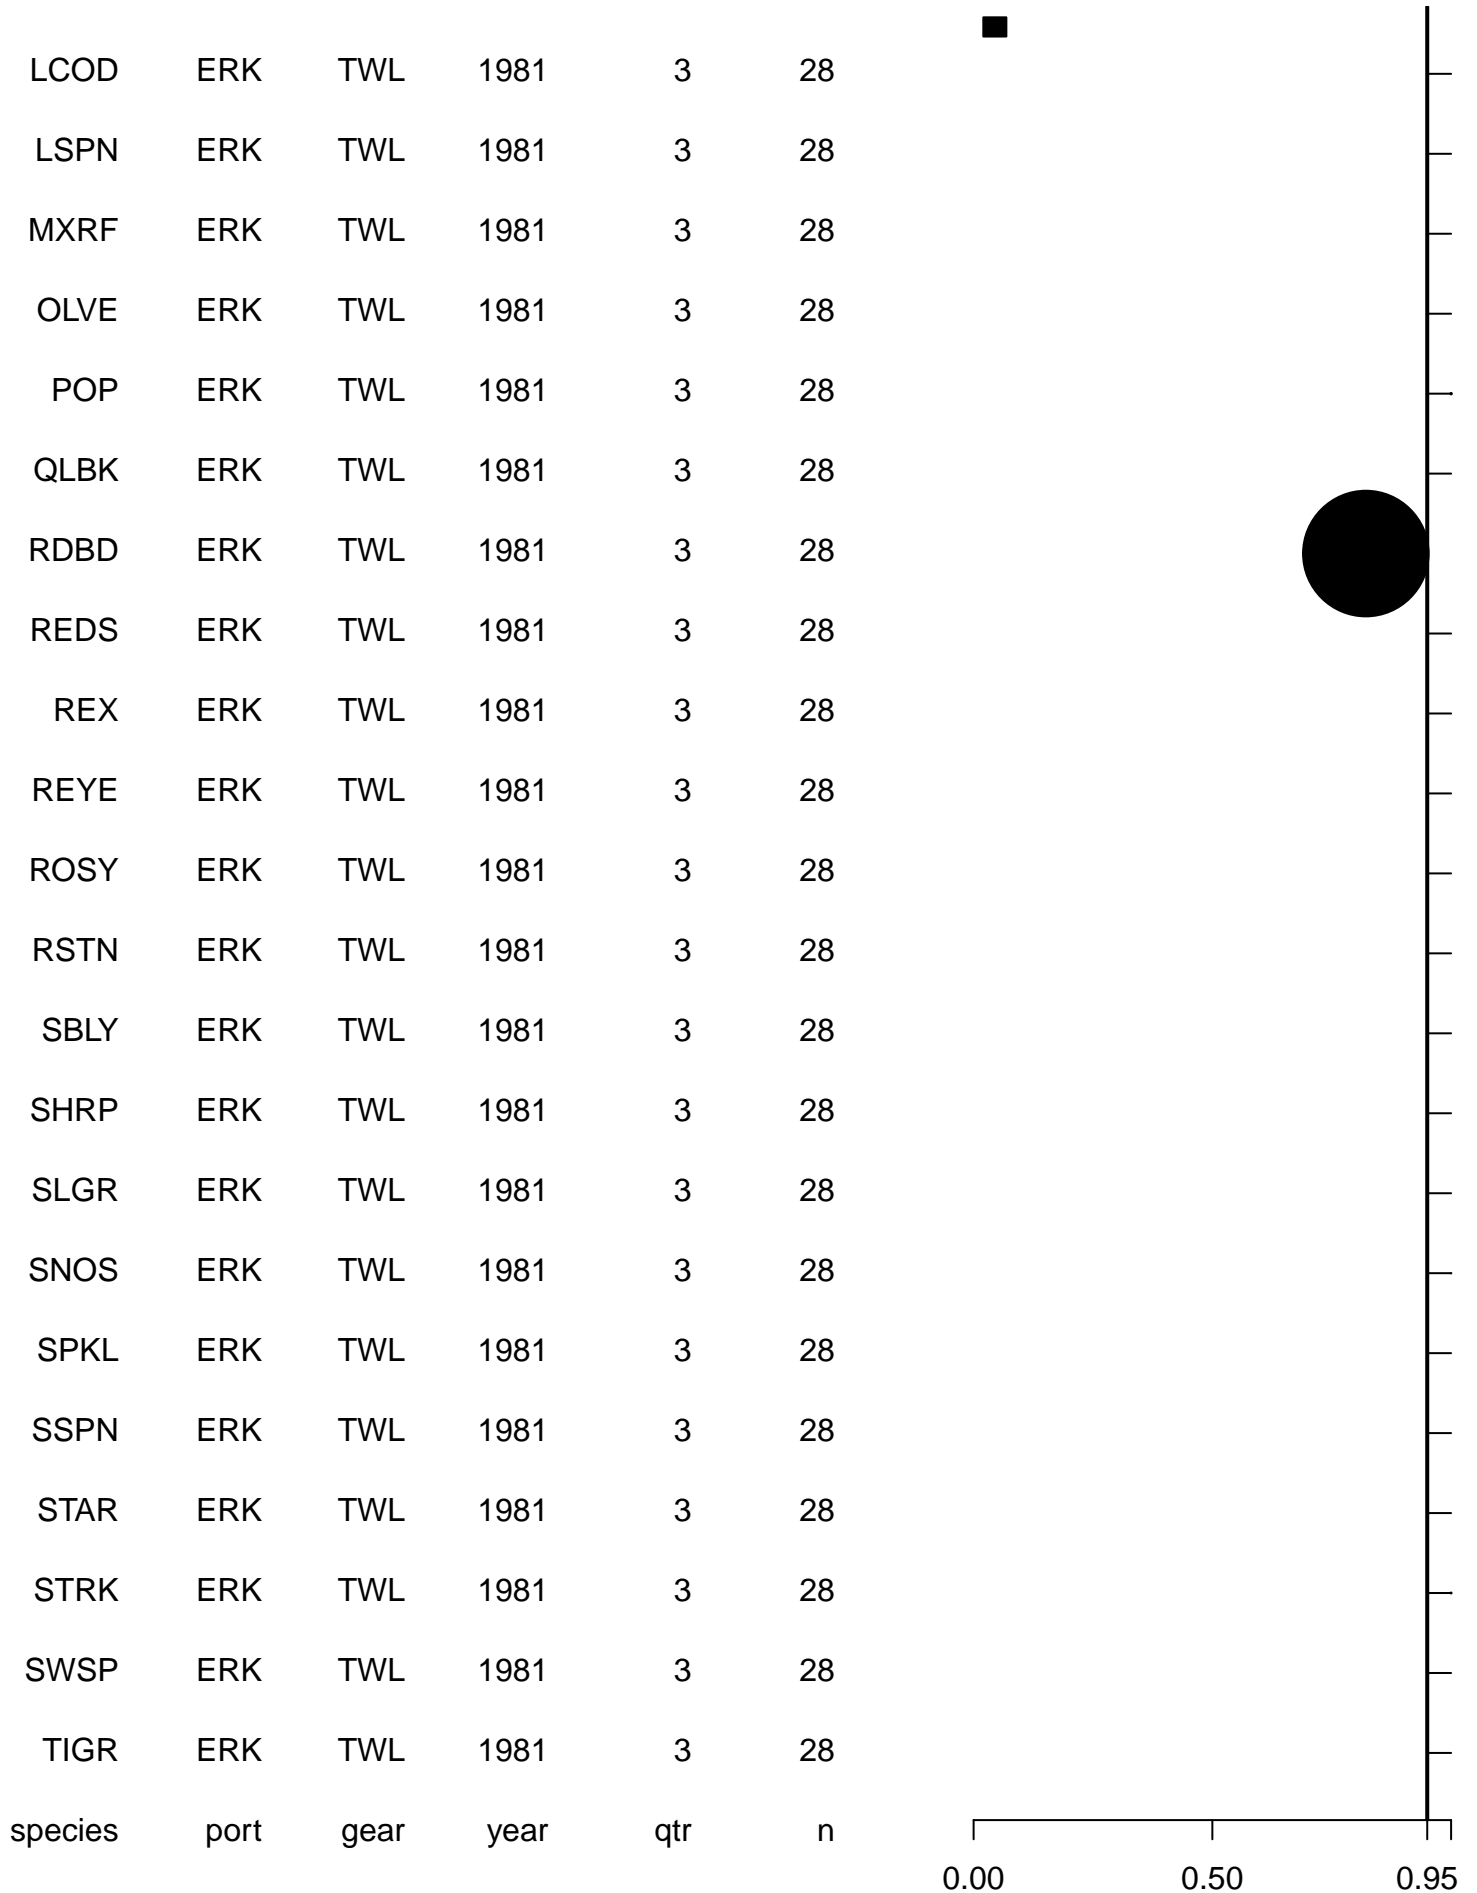 LCOD ERK TWL 1981 3 28
LSPN ERK TWL 1981 3 28
MXRF ERK TWL 1981 3 28
OLVE ERK TWL 1981 3 28
POP ERK TWL 1981 3 28
QLBK ERK TWL 1981 3 28
RDBD ERK TWL 1981 3 28
REDS ERK TWL 1981 3 28
REX ERK TWL 1981 3 28
REYE ERK TWL 1981 3 28
ROSY ERK TWL 1981 3 28
RSTN ERK TWL 1981 3 28
SBLY ERK TWL 1981 3 28
SHRP ERK TWL 1981 3 28
SLGR ERK TWL 1981 3 28
SNOS ERK TWL 1981 3 28
SPKL ERK TWL 1981 3 28
SSPN ERK TWL 1981 3 28
STAR ERK TWL 1981 3 28
STRK ERK TWL 1981 3 28
SWSP ERK TWL 1981 3 28
TIGR ERK TWL 1981 3 28
species port gear year qtr n
0.00 0.50 0.95